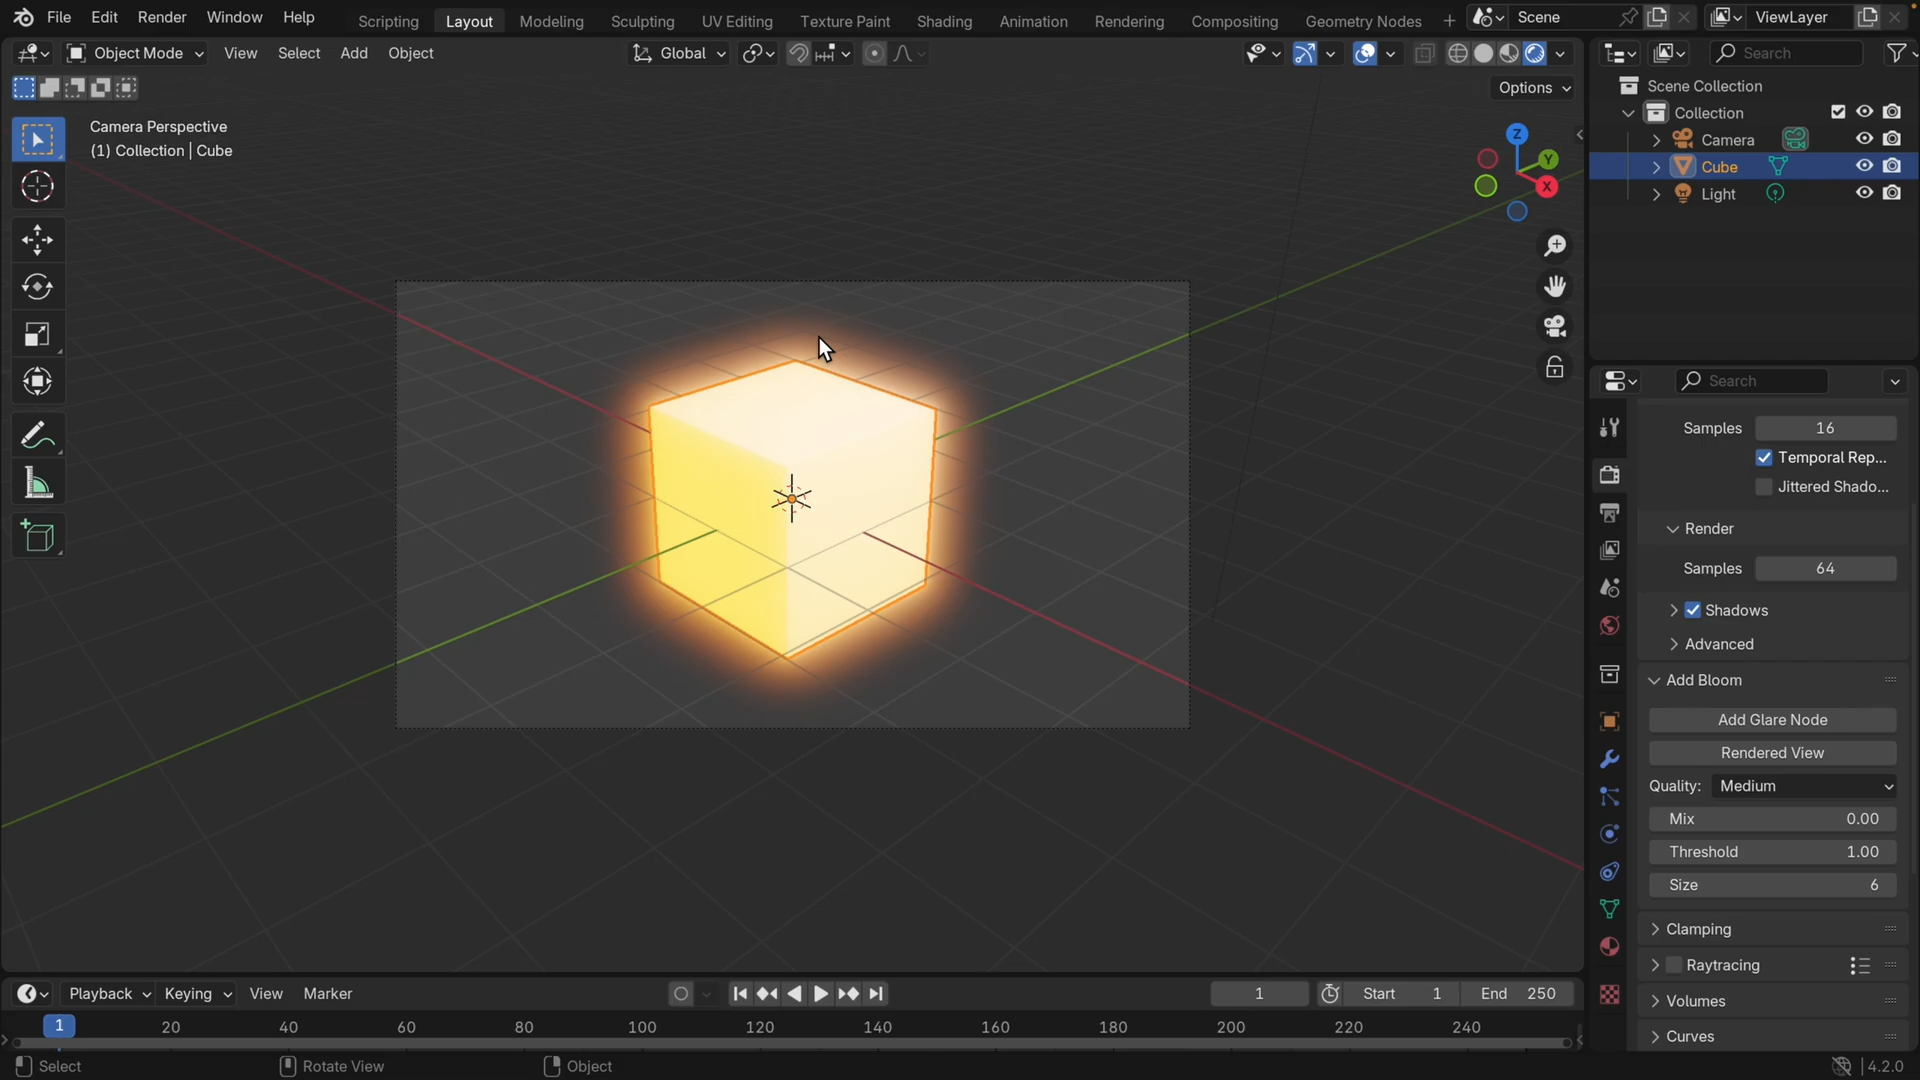 File Edit Render Window Help Scripting Layout Modeling Sculpting UV Editing Texture Paint Shading Animation Rendering Compositing Geometry Nodes Scene ViewLayer
Object Mode View Select Add Object Global Search
Options
Camera Perspective
(1) Collection | Cube
Z
Y
X
Scene Collection
Collection
Camera
Cube
Light
Search
Samples 16
Temporal Rep...
Jittered Shado...
Render
Samples 64
Shadows
Advanced
Add Bloom
Add Glare Node
Rendered View
Quality: Medium
Mix 0.00
Threshold 1.00
Size 6
Clamping
Raytracing
Volumes
Curves
Playback Keying View Marker 1 Start 1 End 250
1 20 40 60 80 100 120 140 160 180 200 220 240
Select Rotate View Object 4.2.0